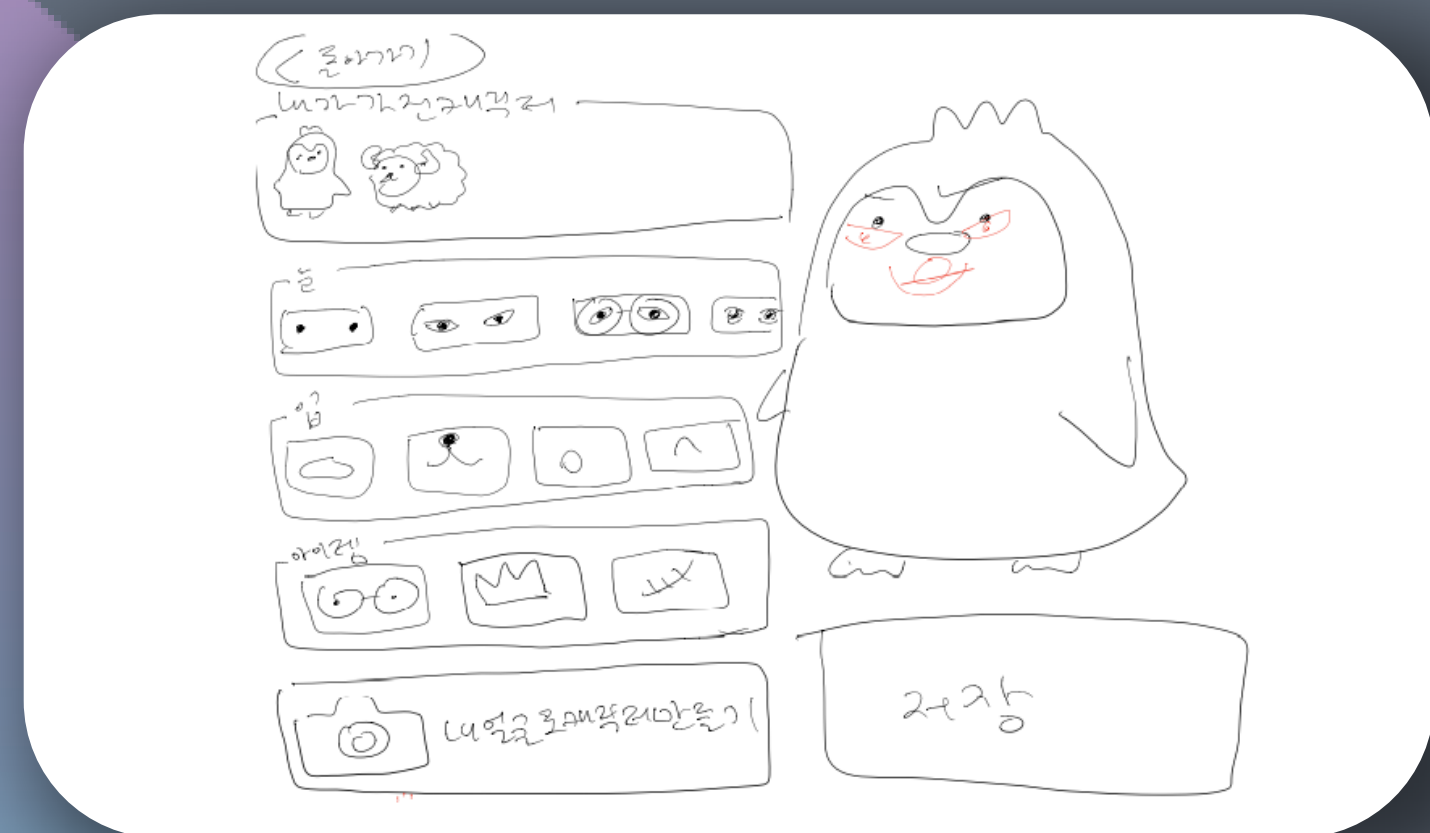 < 돌아가기
내가 가진 캐릭터
눈
입
아이템
내 얼굴로 캐릭터 만들기
저장